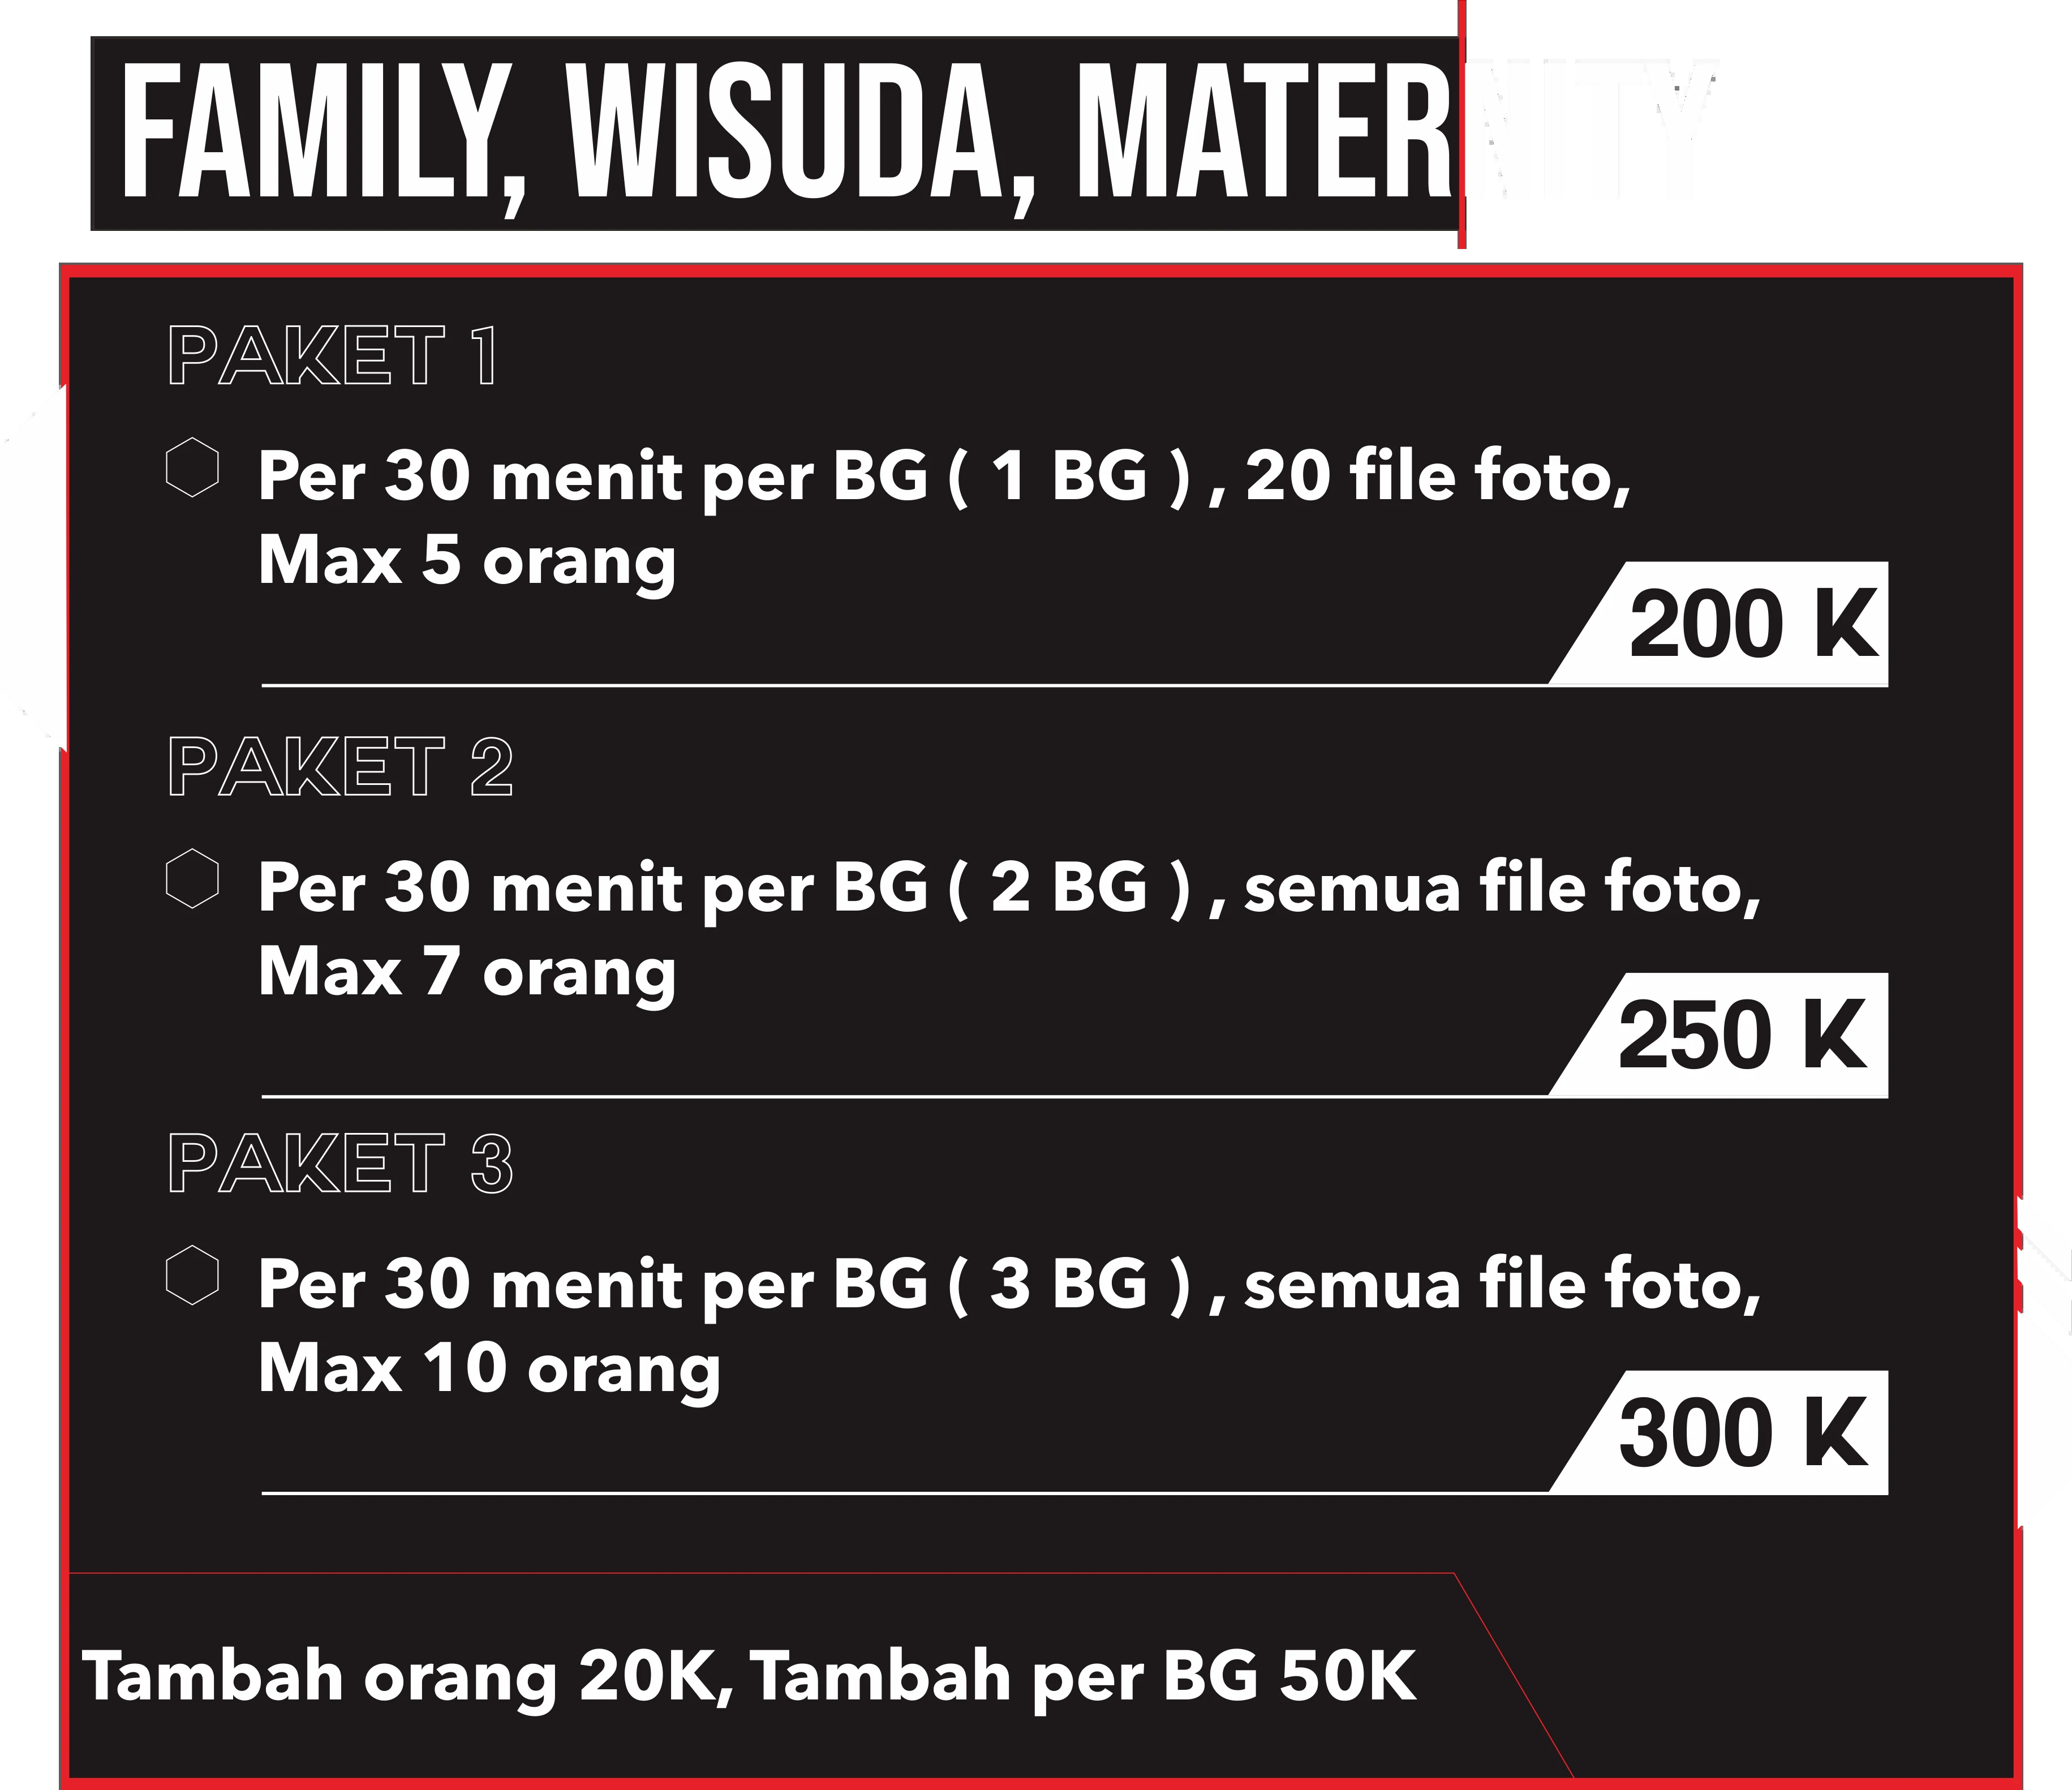 FAMILY, WISUDA, MATERNITY
PAKET 1
Per 30 menit per BG ( 1 BG ) , 20 file foto,
Max 5 orang
200 K
PAKET 2
Per 30 menit per BG ( 2 BG ) , semua file foto,
Max 7 orang
250 K
PAKET 3
Per 30 menit per BG ( 3 BG ) , semua file foto,
Max 10 orang
300 K
Tambah orang 20K, Tambah per BG 50K